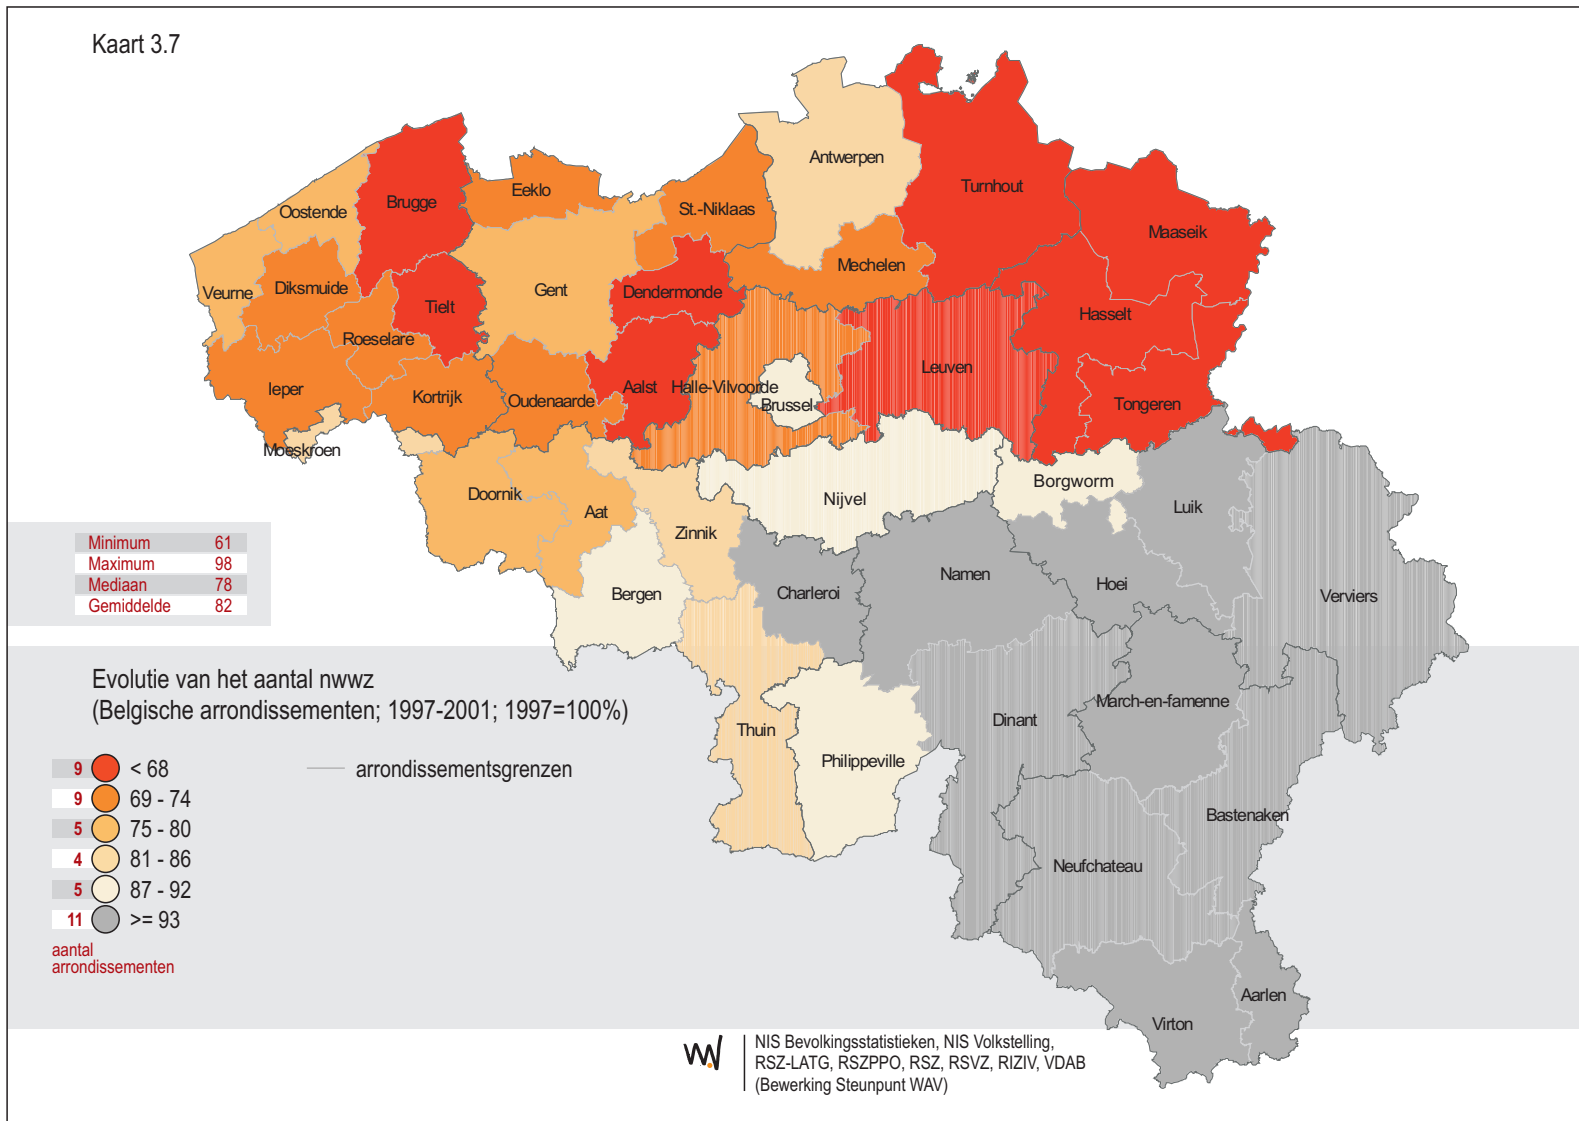 Kaart 3.7
Antwerpen
Turnhout
Eeklo
Brugge
Oostende
St.-Niklaas
Maaseik
Mechelen
Veurne
Diksmuide
Gent
Dendermonde
Tielt
Hasselt
Roeselare
Leuven
Ieper
Kortrijk
Oudenaarde
Aalst
Halle-Vilvoorde
Brussel
Tongeren
Moeskroen
Doornik
Aat
Zinnik
Nijvel
Borgworm
Luik
Bergen
Charleroi
Namen
Hoei
Verviers
Thuin
Philippeville
Dinant
March-en-famenne
Bastenaken
Neufchateau
Aarlen
Virton
Minimum 61
Maximum 98
Mediaan 78
Gemiddelde 82
Evolutie van het aantal nwwz
(Belgische arrondissementen; 1997-2001; 1997=100%)
9 < 68
arrondissementsgrenzen
9 69 - 74
5 75 - 80
4 81 - 86
5 87 - 92
11 >= 93
aantal
arrondissementen
NIS Bevolkingsstatistieken, NIS Volkstelling,
RSZ-LATG, RSZPPO, RSZ, RSVZ, RIZIV, VDAB
(Bewerking Steunpunt WAV)